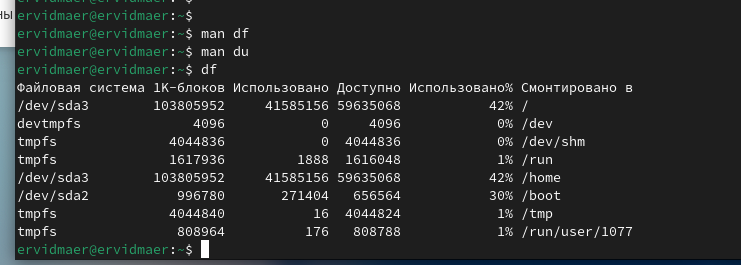 ны
ervidmaer@ervidmaer:~$
ervidmaer@ervidmaer:~$ man df
ervidmaer@ervidmaer:~$ man du
ervidmaer@ervidmaer:~$ df
Файловая система 1K-блоков Использовано Доступно Использовано% Смонтировано в
/dev/sda3 103805952 41585156 59635068 42% /
devtmpfs 4096 0 4096 0% /dev
tmpfs 4044836 0 4044836 0% /dev/shm
tmpfs 1617936 1888 1616048 1% /run
/dev/sda3 103805952 41585156 59635068 42% /home
/dev/sda2 996780 271404 656564 30% /boot
tmpfs 4044840 16 4044824 1% /tmp
tmpfs 808964 176 808788 1% /run/user/1077
ervidmaer@ervidmaer:~$